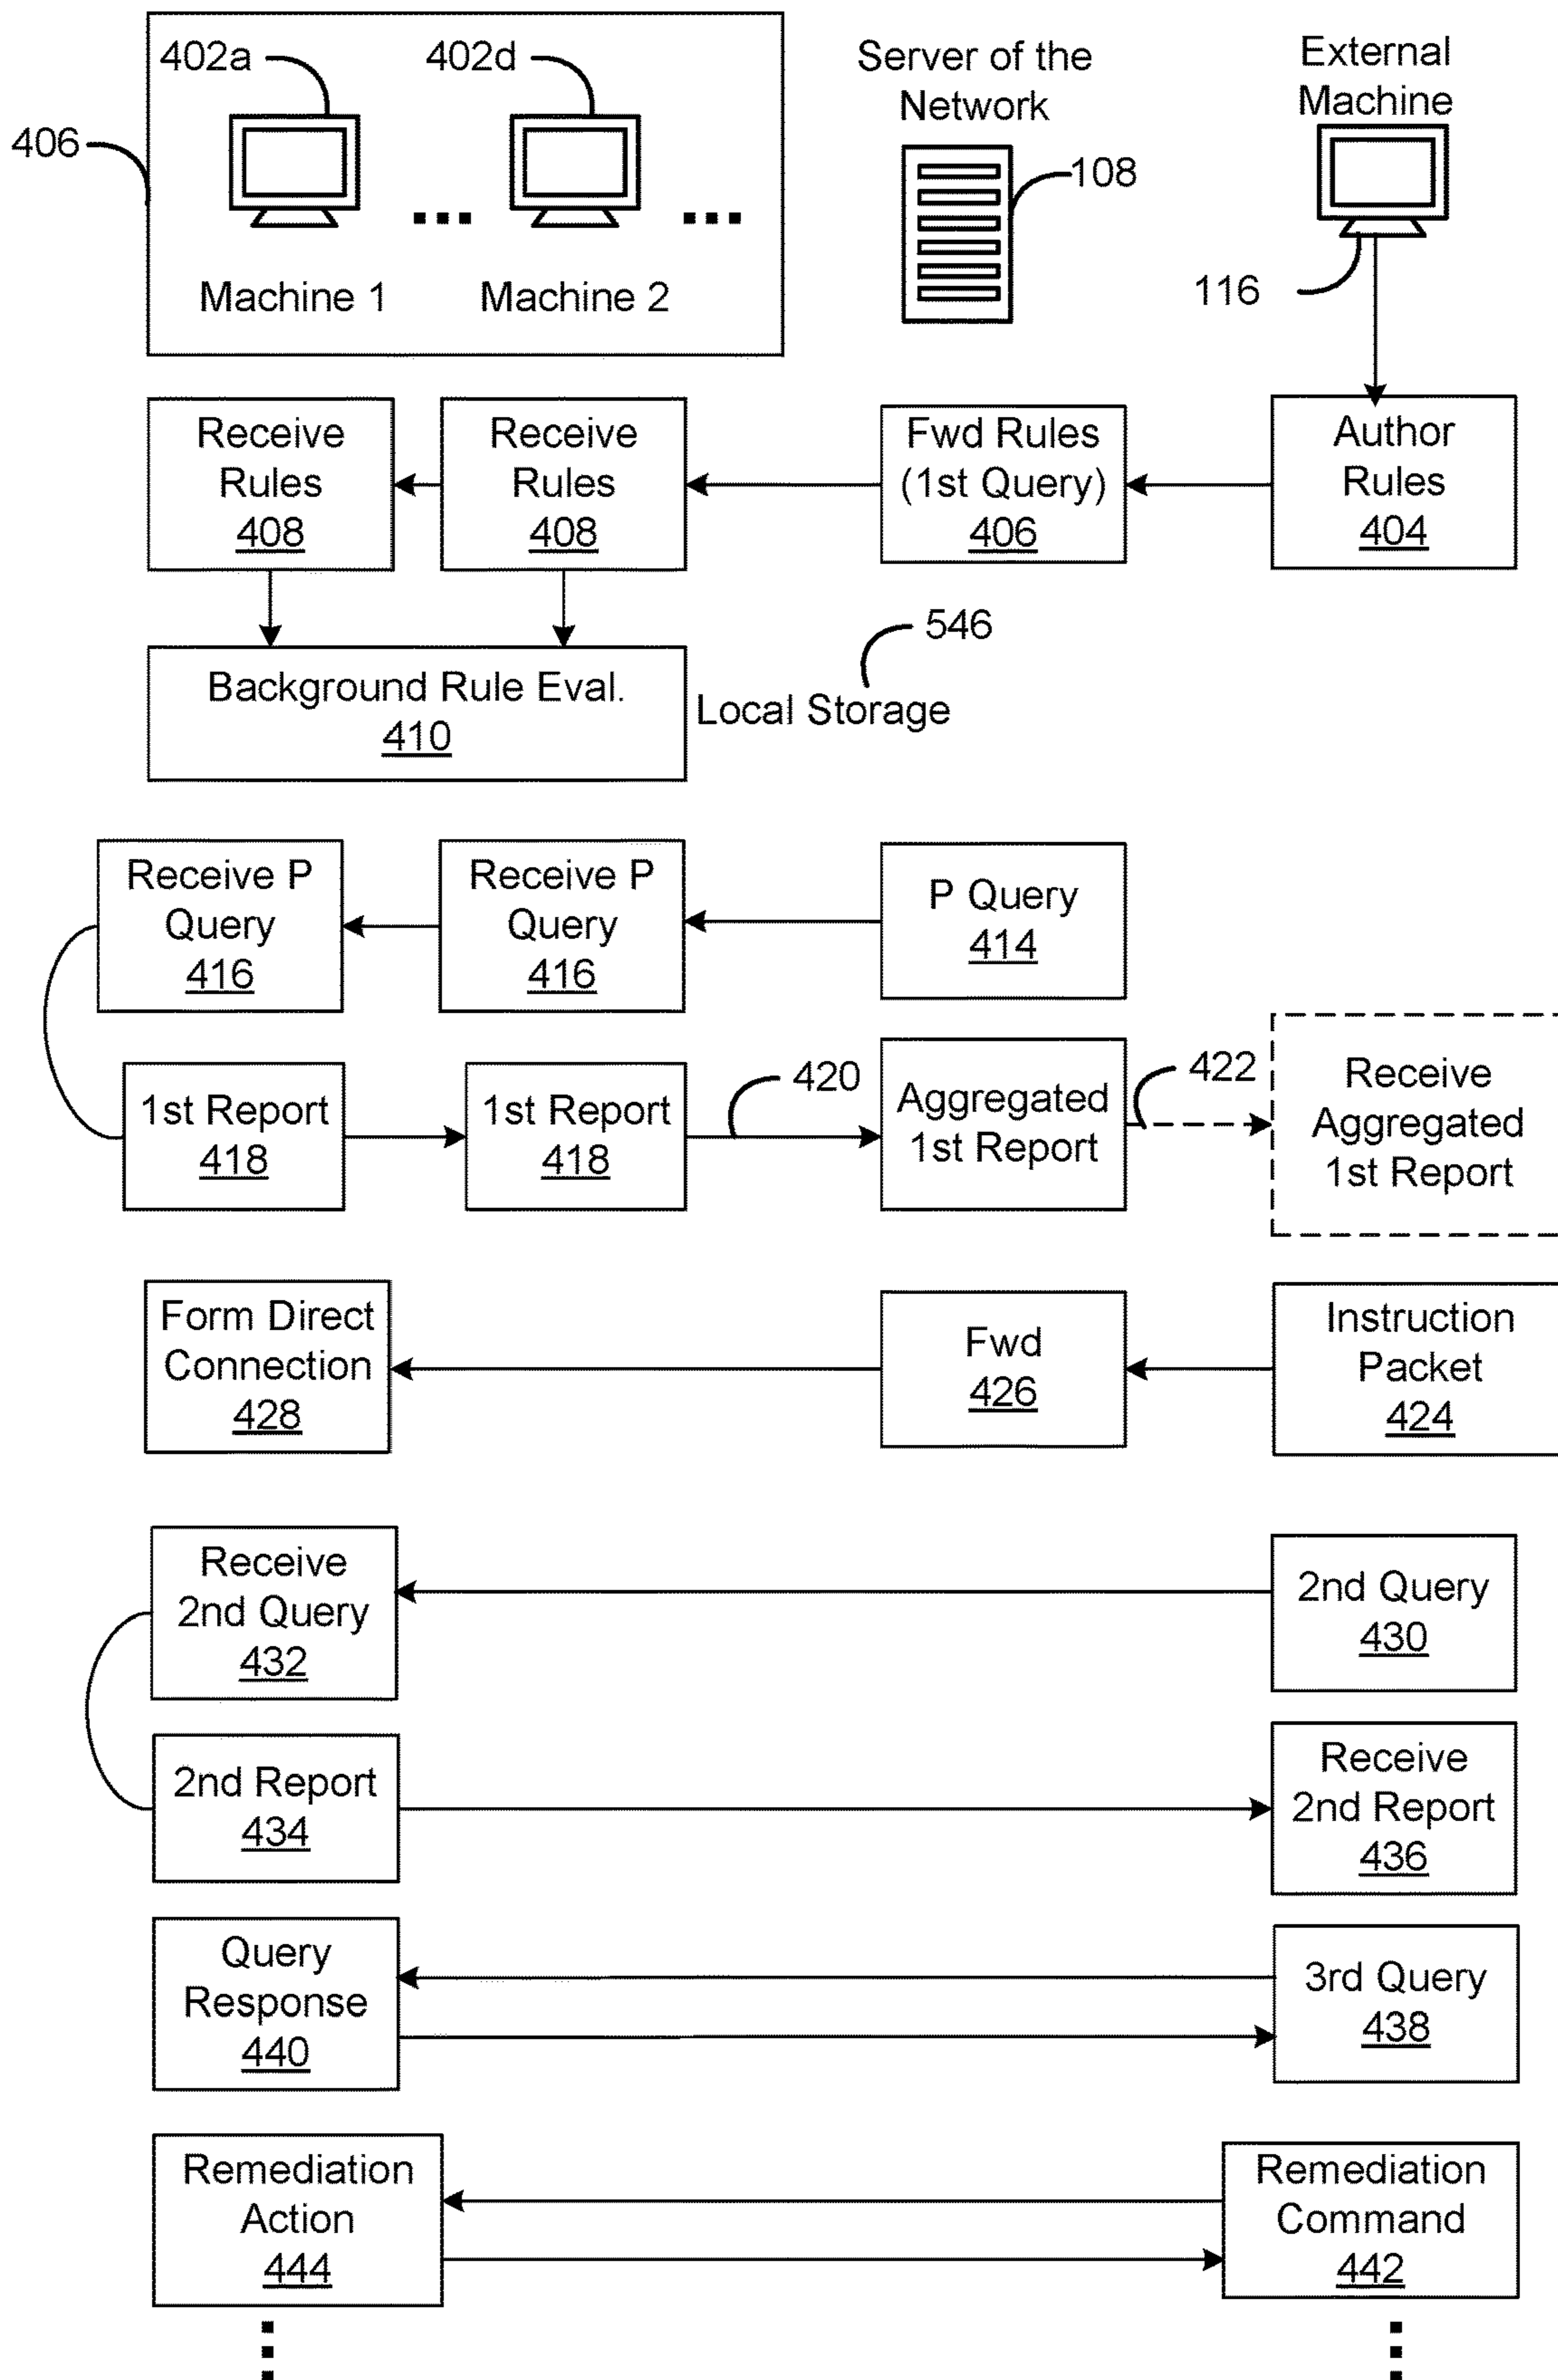 402a
402d
Server of the
Network
External
Machine
406
108
116
Machine 1
Machine 2
Receive
Rules
408
Receive
Rules
408
Fwd Rules
(1st Query)
406
Author
Rules
404
546
Background Rule Eval.
410
Local Storage
Receive P
Query
416
Receive P
Query
416
P Query
414
1st Report
418
1st Report
418
420
Aggregated
1st Report
422
Receive
Aggregated
1st Report
Form Direct
Connection
428
Fwd
426
Instruction
Packet
424
Receive
2nd Query
432
2nd Query
430
2nd Report
434
Receive
2nd Report
436
Query
Response
440
3rd Query
438
Remediation
Action
444
Remediation
Command
442